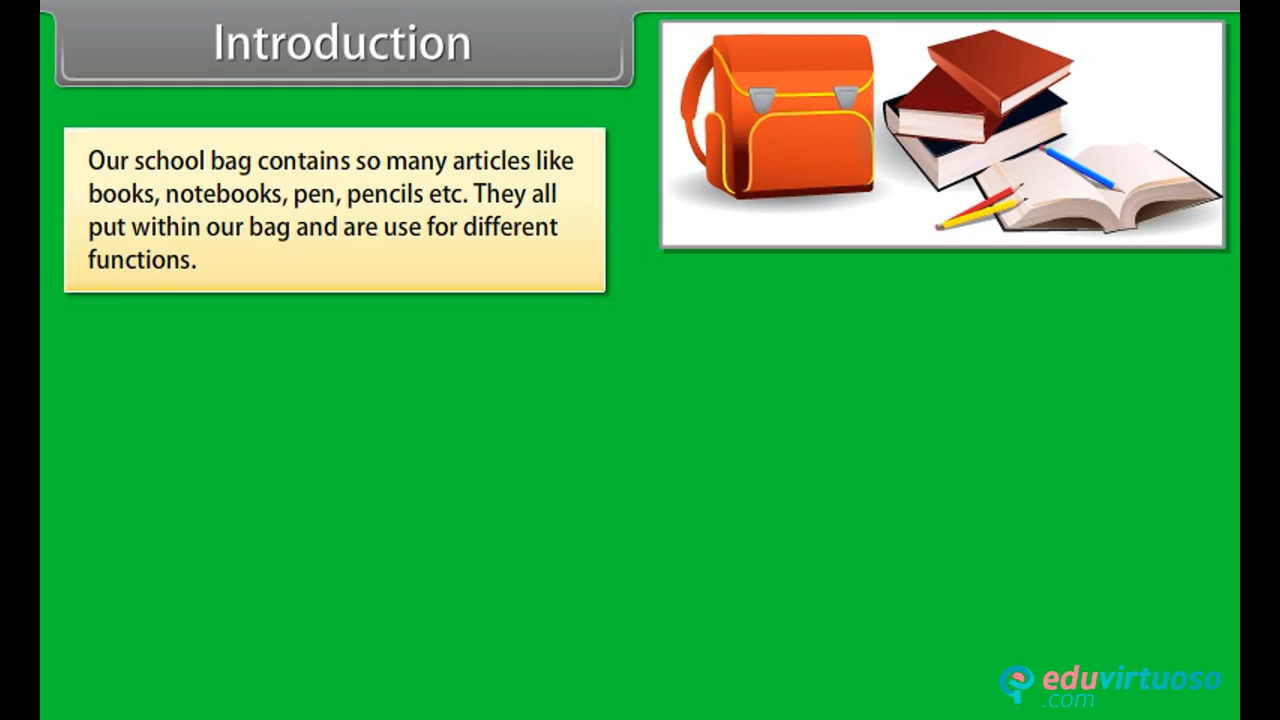 Introduction
Our school bag contains so many articles like
books, notebooks, pen, pencils etc. They all
put within our bag and are use for different
functions.
eduvirtuoso
.com